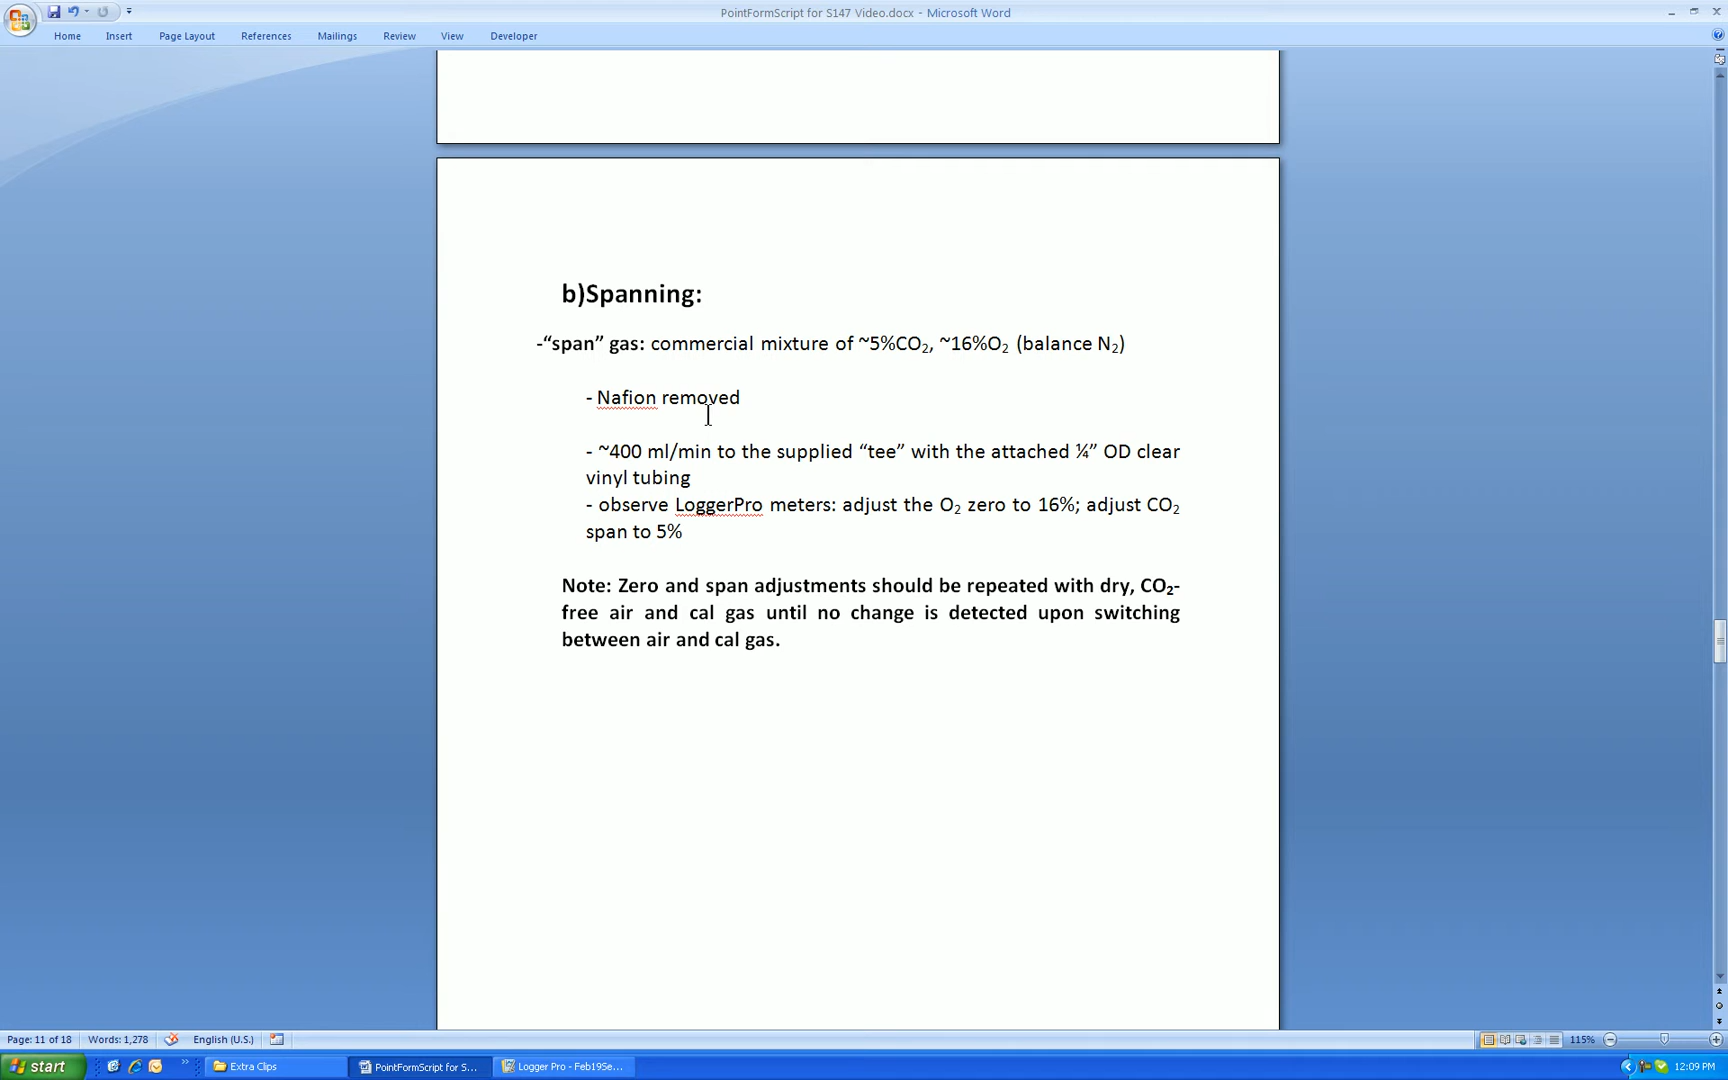 PointFormScript for S147 Video.docx - Microsoft Word
Home Insert Page Layout References Mailings Review View Developer
b)Spanning:
-“span” gas: commercial mixture of ~5%CO₂, ~16%O₂ (balance N₂)
- Nafion removed
- ~400 ml/min to the supplied “tee” with the attached ¼” OD clear
vinyl tubing
- observe LoggerPro meters: adjust the O₂ zero to 16%; adjust CO₂
span to 5%
Note: Zero and span adjustments should be repeated with dry, CO₂-
free air and cal gas until no change is detected upon switching
between air and cal gas.
Page: 11 of 18 Words: 1,278 English (U.S.) 115%
start Extra Clips PointFormScript for S... Logger Pro - Feb19Se... 12:09 PM